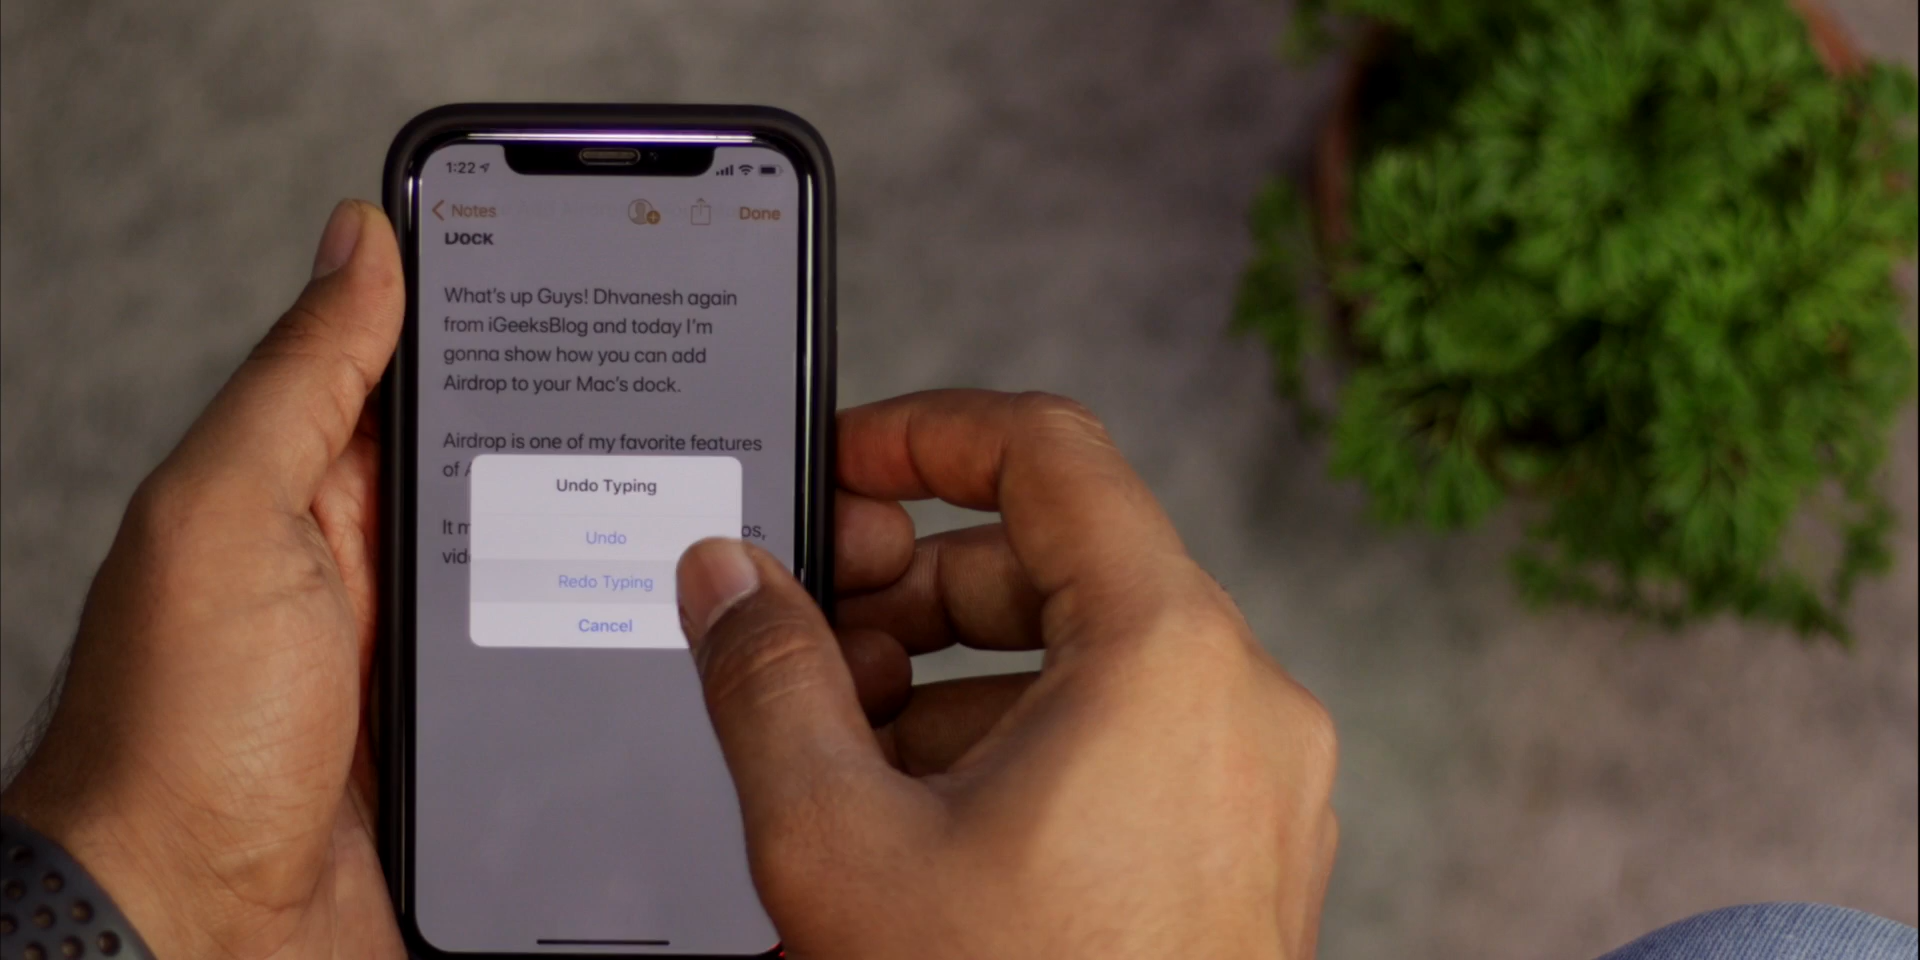 1:22
Notes
Done
Dock
What's up Guys! Dhvanesh again
from iGeeksBlog and today I'm
gonna show how you can add
Airdrop to your Mac's dock.
Airdrop is one of my favorite features
of
Undo Typing
It
Undo
Redo Typing
Cancel